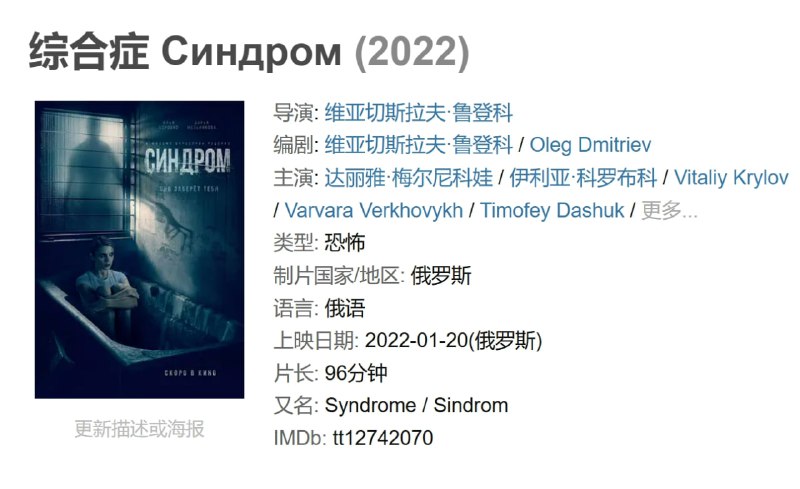 综合症 Синдром (2022)
СИНДРОМ
ОНА ЗАБЕРЁТ ТЕБЯ
СКОРО В КИНО
更新描述或海报
导演: 维亚切斯拉夫·鲁登科
编剧: 维亚切斯拉夫·鲁登科 / Oleg Dmitriev
主演: 达丽雅·梅尔尼科娃 / 伊利亚·科罗布科 / Vitaliy Krylov
/ Varvara Verkhovykh / Timofey Dashuk / 更多...
类型: 恐怖
制片国家/地区: 俄罗斯
语言: 俄语
上映日期: 2022-01-20(俄罗斯)
片长: 96分钟
又名: Syndrome / Sindrom
IMDb: tt12742070